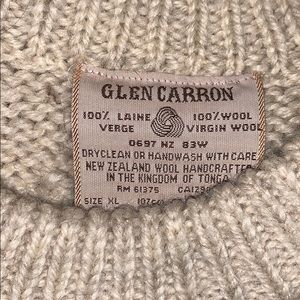 GLEN CARRON
100% LAINE 100% WOOL
VERGE VIRGIN WOOL
0697 NZ 83W
DRYCLEAN OR HANDWASH WITH CARE
NEW ZEALAND WOOL HANDCRAFTED
IN THE KINGDOM OF TONGA
RM 61375
SIZE XL 107cm